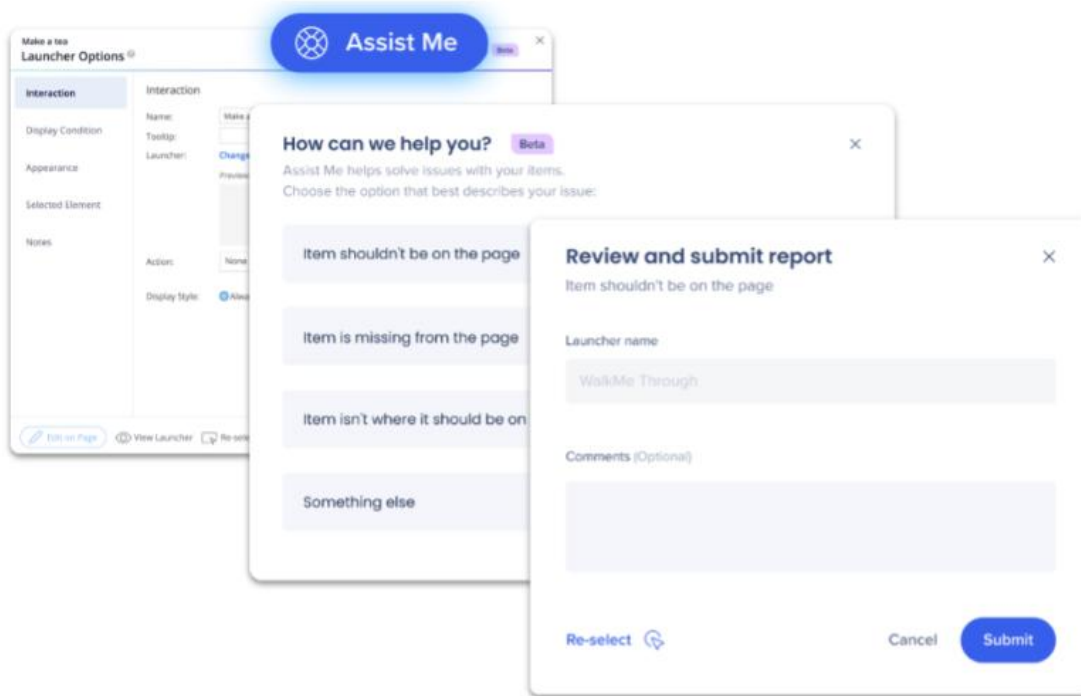 Make a tea
Launcher Options
Assist Me
Beta
Interaction
Display Condition
Appearance
Selected Element
Notes
Interaction
Name:
Make a
Tooltip:
Launcher:
Change
Preview
Action:
None
Display Style:
Edit on Page
View Launcher
How can we help you?
Beta
Assist Me helps solve issues with your items.
Choose the option that best describes your issue:
Item shouldn't be on the page
Item is missing from the page
Item isn't where it should be on
Something else
Review and submit report
Item shouldn't be on the page
Launcher name
WalkMe Through
Comments (Optional)
Re-select
Cancel
Submit